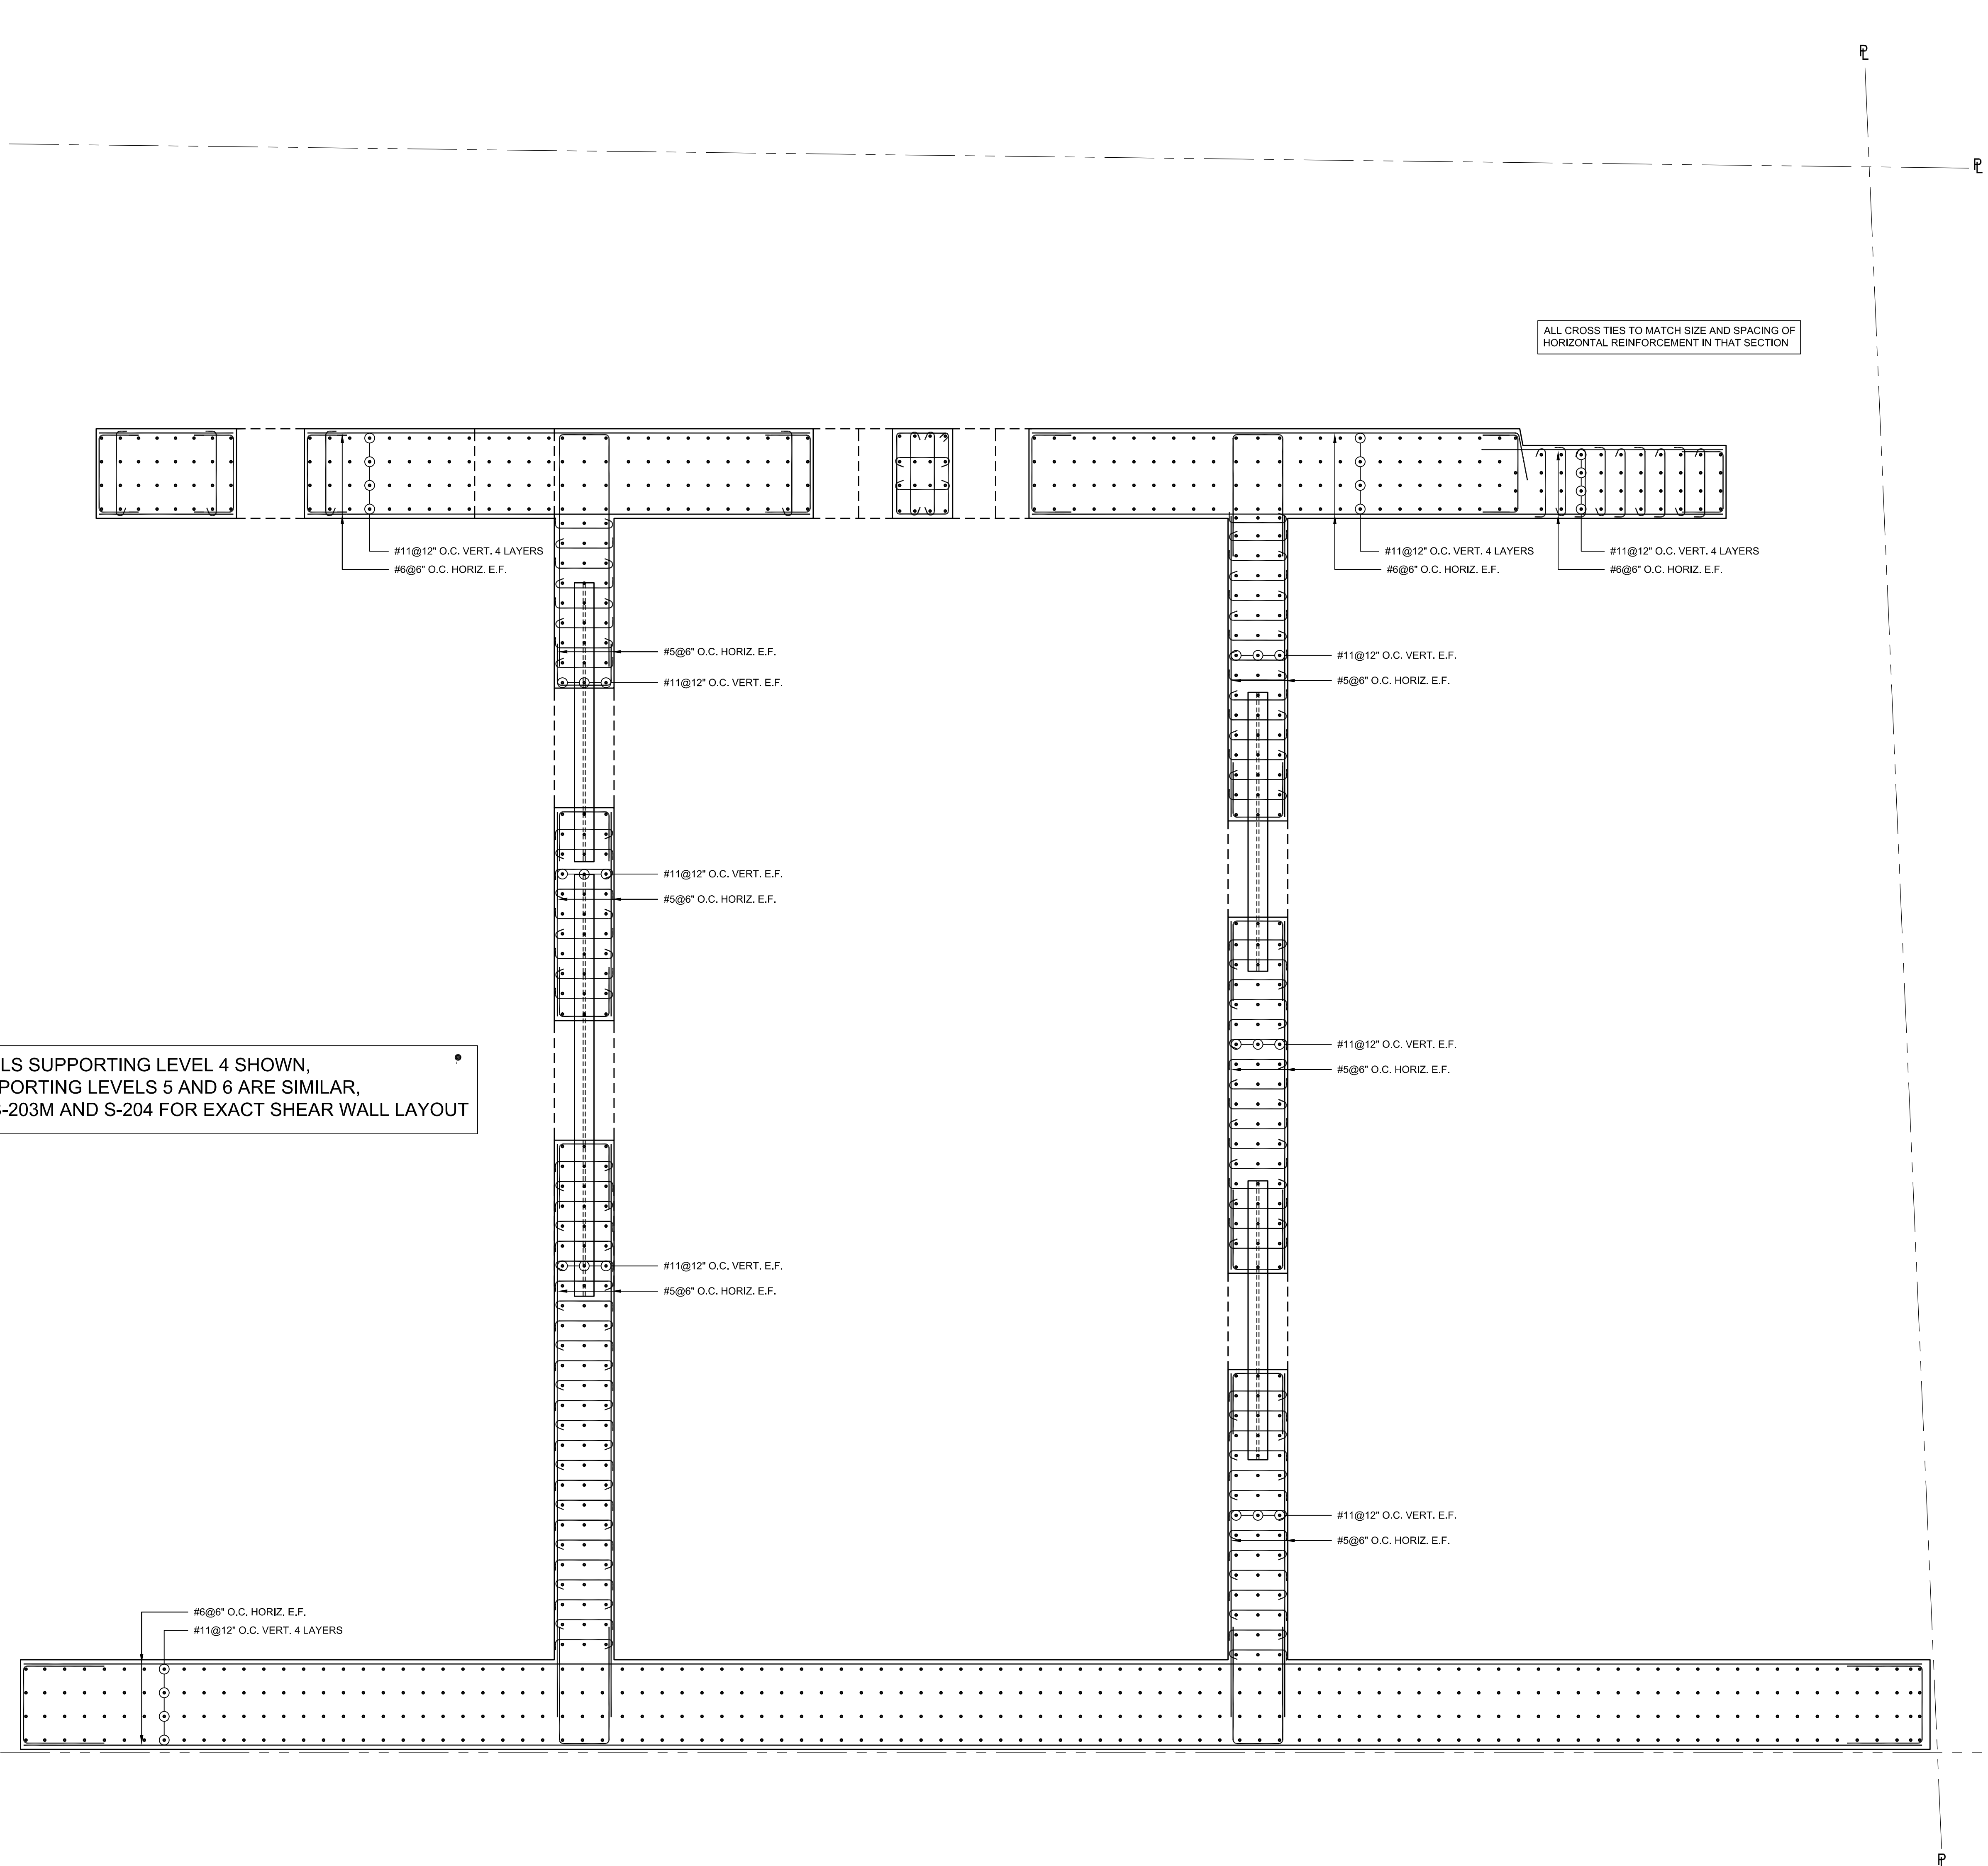 PL
PL
ALL CROSS TIES TO MATCH SIZE AND SPACING OF
HORIZONTAL REINFORCEMENT IN THAT SECTION
#11@12" O.C. VERT. 4 LAYERS
#6@6" O.C. HORIZ. E.F.
#11@12" O.C. VERT. 4 LAYERS
#6@6" O.C. HORIZ. E.F.
#11@12" O.C. VERT. 4 LAYERS
#6@6" O.C. HORIZ. E.F.
#5@6" O.C. HORIZ. E.F.
#11@12" O.C. VERT. E.F.
#11@12" O.C. VERT. E.F.
#5@6" O.C. HORIZ. E.F.
#11@12" O.C. VERT. E.F.
#5@6" O.C. HORIZ. E.F.
#11@12" O.C. VERT. E.F.
#5@6" O.C. HORIZ. E.F.
LS SUPPORTING LEVEL 4 SHOWN,
PORTING LEVELS 5 AND 6 ARE SIMILAR,
S-203M AND S-204 FOR EXACT SHEAR WALL LAYOUT
#11@12" O.C. VERT. E.F.
#5@6" O.C. HORIZ. E.F.
#11@12" O.C. VERT. E.F.
#5@6" O.C. HORIZ. E.F.
#6@6" O.C. HORIZ. E.F.
#11@12" O.C. VERT. 4 LAYERS
P